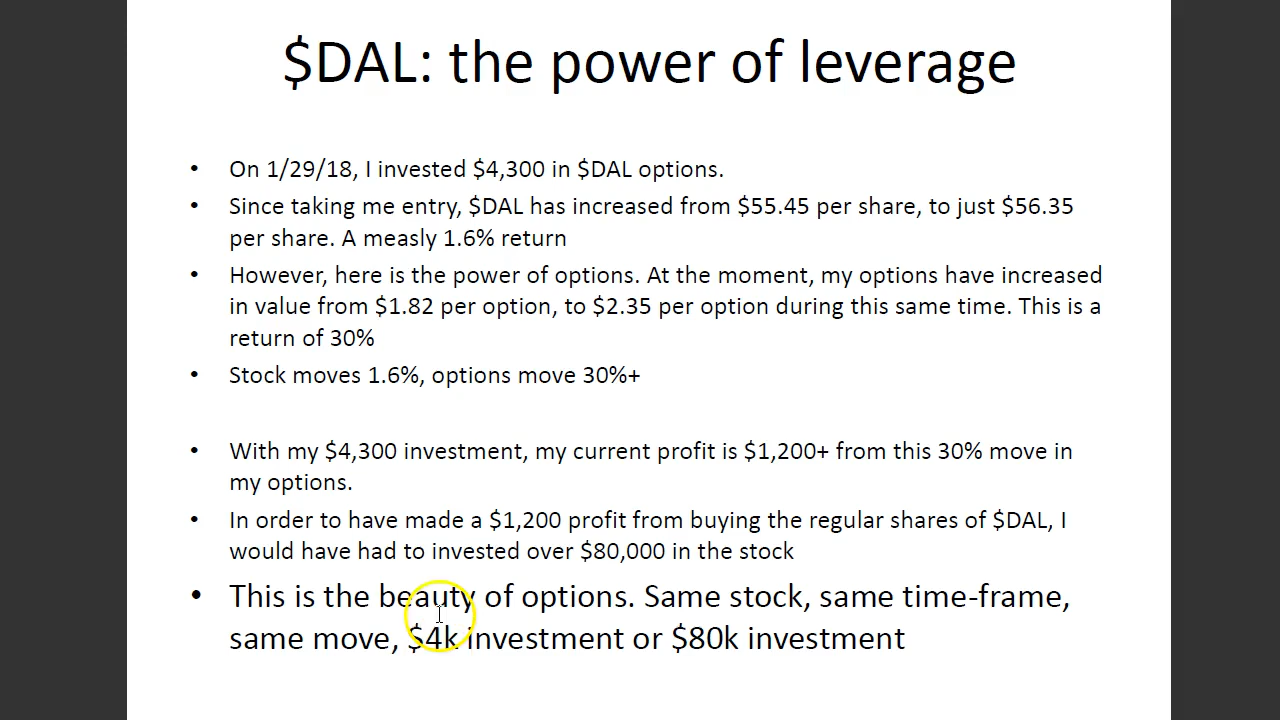 $DAL: the power of leverage
• On 1/29/18, I invested $4,300 in $DAL options.
• Since taking me entry, $DAL has increased from $55.45 per share, to just $56.35
per share. A measly 1.6% return
• However, here is the power of options. At the moment, my options have increased
in value from $1.82 per option, to $2.35 per option during this same time. This is a
return of 30%
• Stock moves 1.6%, options move 30%+
• With my $4,300 investment, my current profit is $1,200+ from this 30% move in
my options.
• In order to have made a $1,200 profit from buying the regular shares of $DAL, I
would have had to invested over $80,000 in the stock
• This is the beauty of options. Same stock, same time-frame,
same move, $4k investment or $80k investment